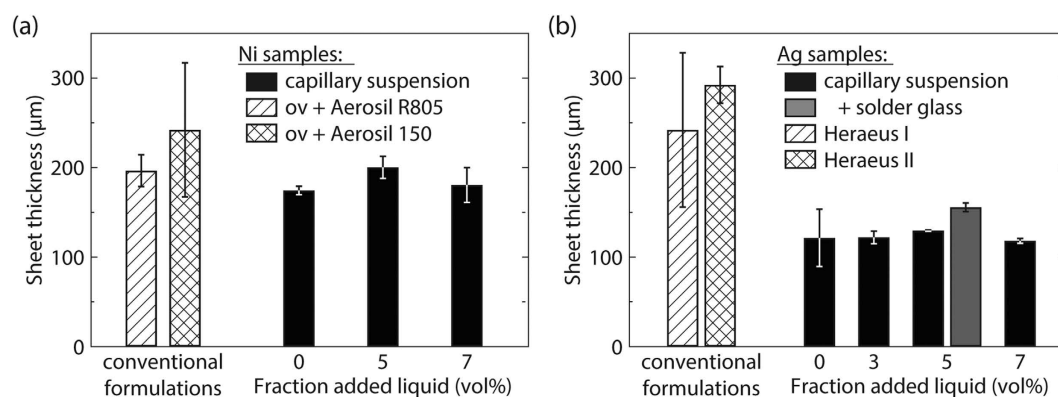 (a)
Sheet thickness (µm)
300
200
100
0
Ni samples:
capillary suspension
ov + Aerosil R805
ov + Aerosil 150
conventional
formulations
0
5
7
Fraction added liquid (vol%)
(b)
Sheet thickness (µm)
300
200
100
0
Ag samples:
capillary suspension
+ solder glass
Heraeus I
Heraeus II
conventional
formulations
0
3
5
7
Fraction added liquid (vol%)